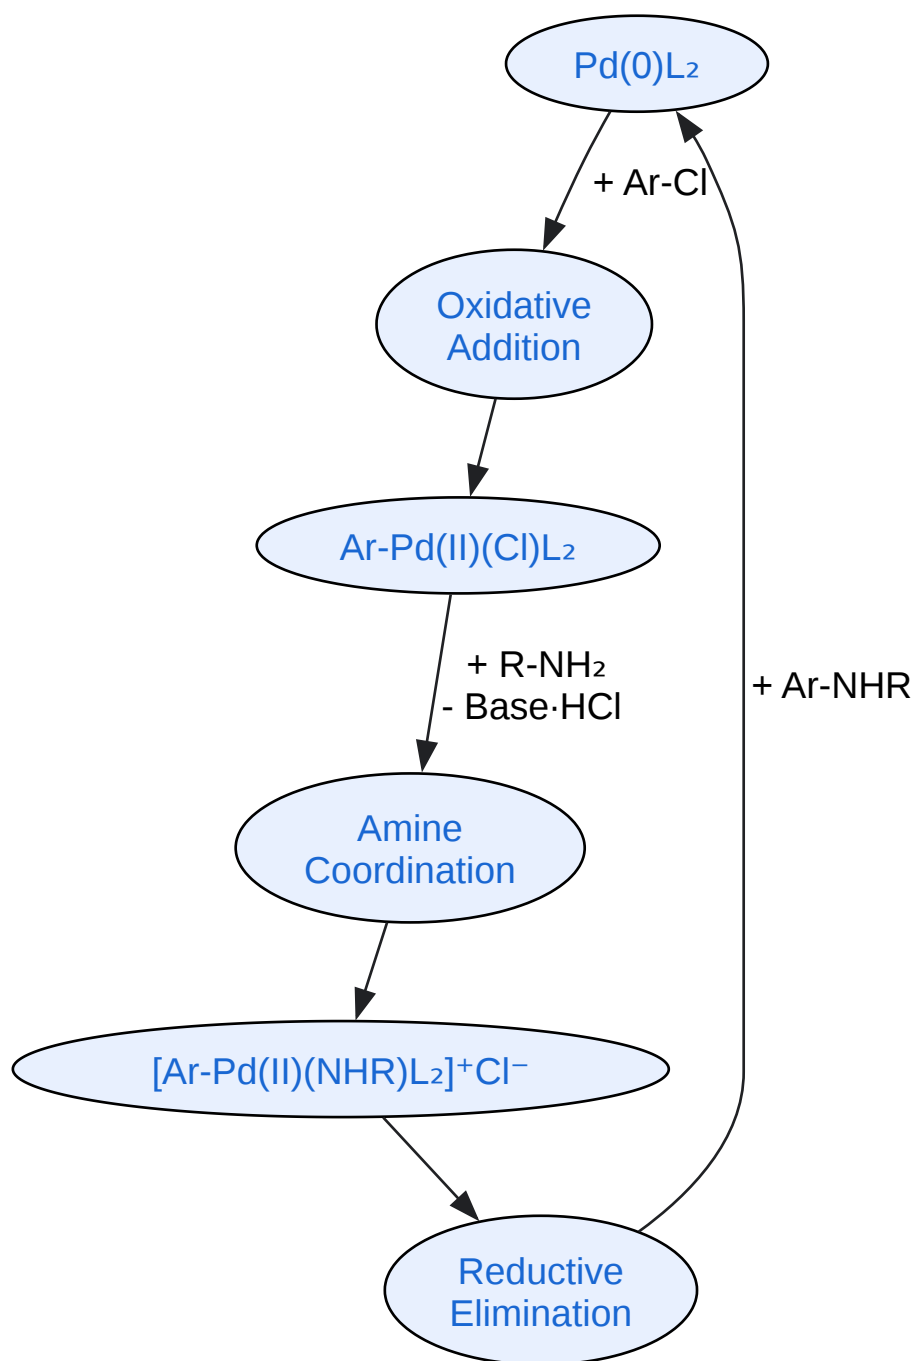 Pd(0)L₂
+ Ar-Cl
Oxidative
Addition
Ar-Pd(II)(Cl)L₂
+ R-NH₂
- Base·HCl
+ Ar-NHR
Amine
Coordination
[Ar-Pd(II)(NHR)L₂]⁺Cl⁻
Reductive
Elimination